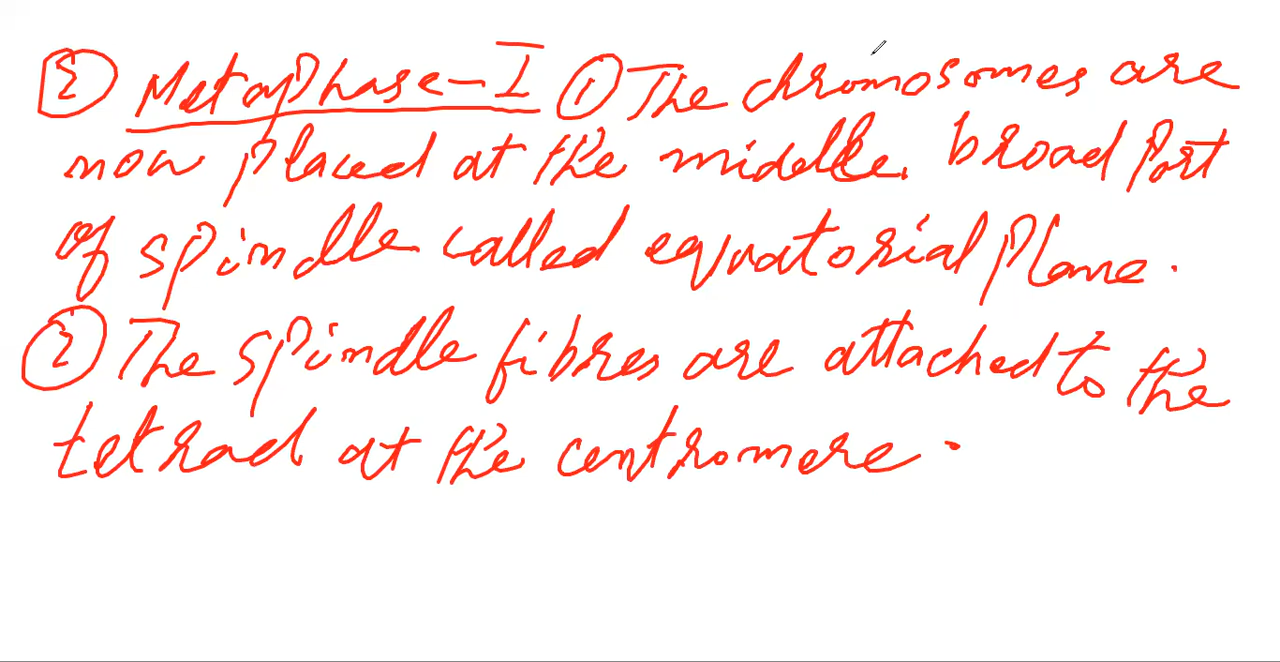 ② Metaphase-I ① The chromosomes are
now placed at the middle. broad Part
of spindle called equatorial Plane.
② The spindle fibres are attached to the
tetrad at the centromere.